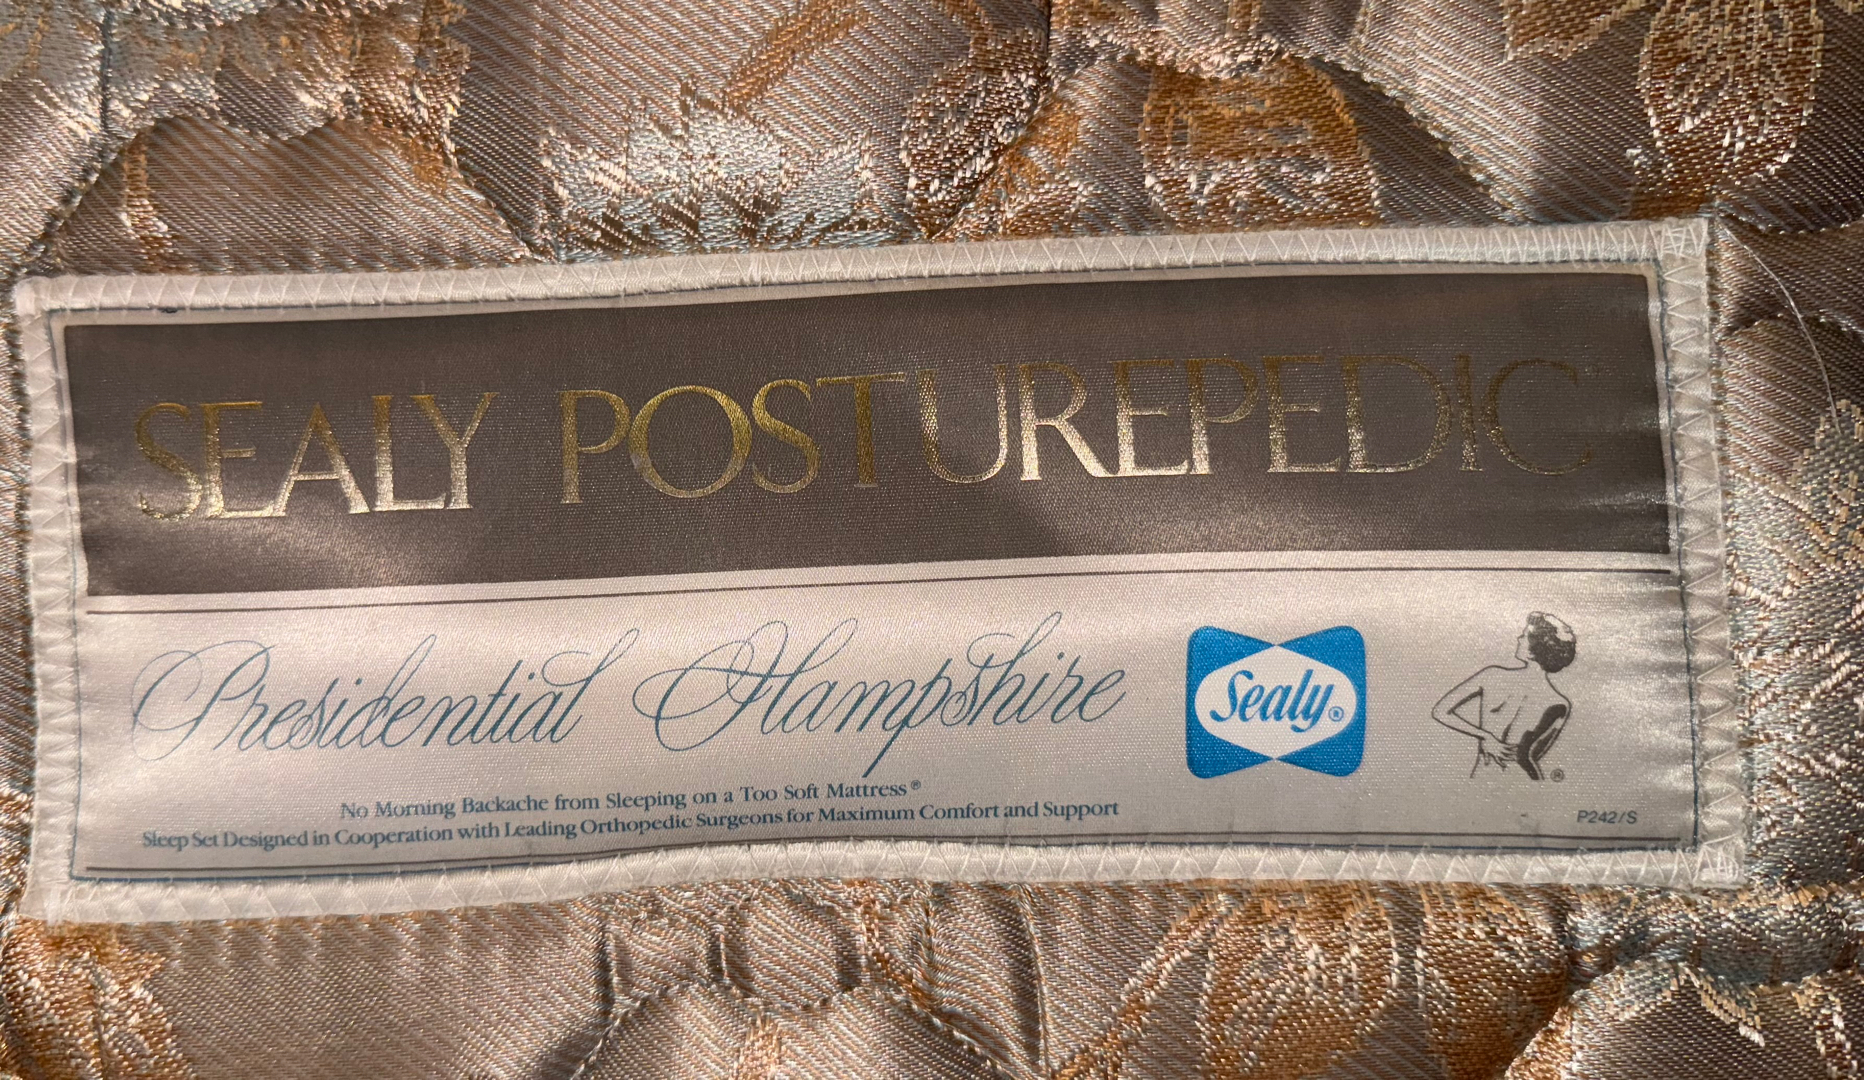 SEALY POSTUREPEDIC
Presidential Hampshire
Sealy®
®
No Morning Backache from Sleeping on a Too Soft Mattress®
Sleep Set Designed in Cooperation with Leading Orthopedic Surgeons for Maximum Comfort and Support
P242/S